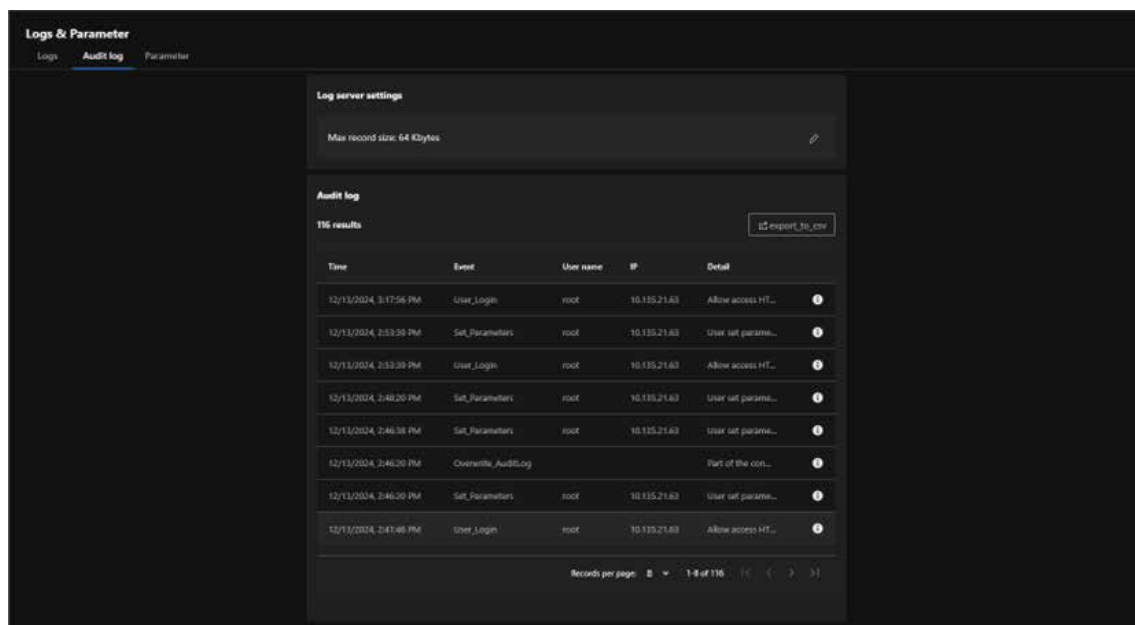 Logs & Parameter
Logs Audit log Parameter
Log server settings
Max record size: 64 Kbytes
Audit log
116 results export_to_csv
Time Event User name IP Detail
12/13/2024, 3:17:56 PM User_Login root 10.135.21.63 Allow access HT...
12/13/2024, 2:53:39 PM Set_Parameters root 10.135.21.63 User set parame...
12/13/2024, 2:53:39 PM User_Login root 10.135.21.63 Allow access HT...
12/13/2024, 2:48:20 PM Set_Parameters root 10.135.21.63 User set parame...
12/13/2024, 2:46:38 PM Set_Parameters root 10.135.21.63 User set parame...
12/13/2024, 2:46:20 PM Overwrite_AuditLog Part of the con...
12/13/2024, 2:46:20 PM Set_Parameters root 10.135.21.63 User set parame...
12/13/2024, 2:41:46 PM User_Login root 10.135.21.63 Allow access HT...
Records per page: 8 1-8 of 116